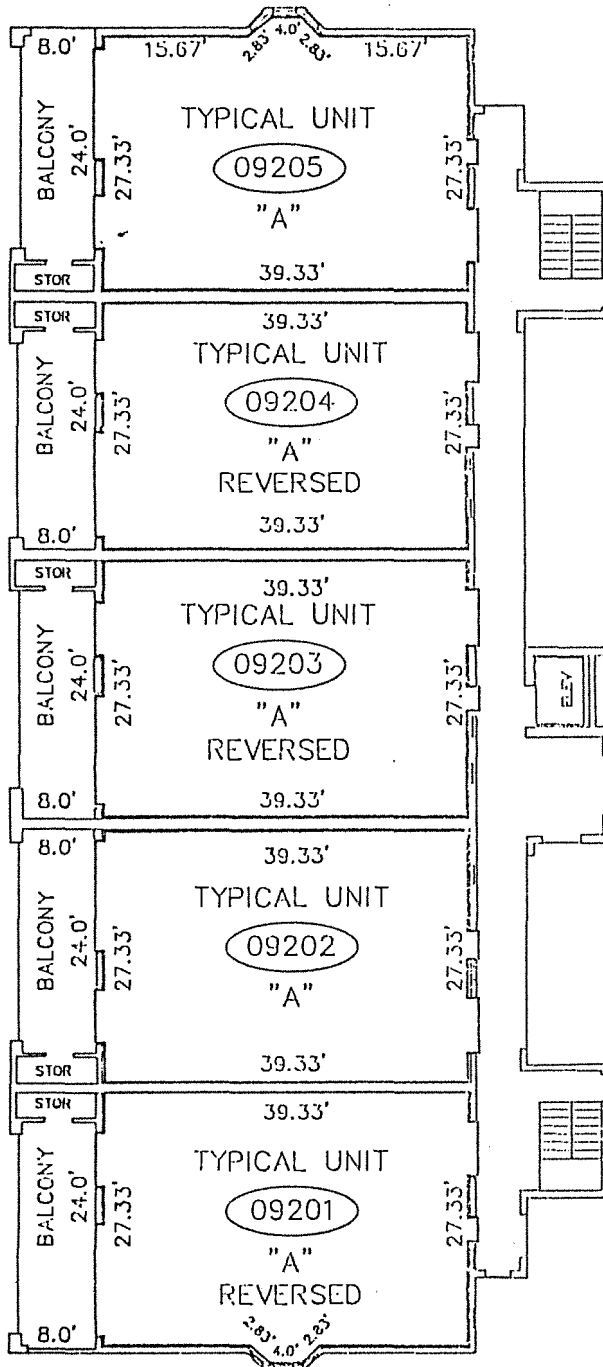 8.0'
15.67'
2.83'
4.0'
2.83'
15.67'
BALCONY
24.0'
27.33'
TYPICAL UNIT
09205
"A"
27.33'
STOR
39.33'
STOR
39.33'
BALCONY
24.0'
27.33'
TYPICAL UNIT
09204
"A"
REVERSED
27.33'
8.0'
39.33'
STOR
39.33'
BALCONY
24.0'
27.33'
TYPICAL UNIT
09203
"A"
REVERSED
27.33'
ELEV
8.0'
39.33'
8.0'
39.33'
BALCONY
24.0'
27.33'
TYPICAL UNIT
09202
"A"
27.33'
STOR
39.33'
STOR
39.33'
BALCONY
24.0'
27.33'
TYPICAL UNIT
09201
"A"
REVERSED
27.33'
8.0'
2.83'
4.0'
2.83'